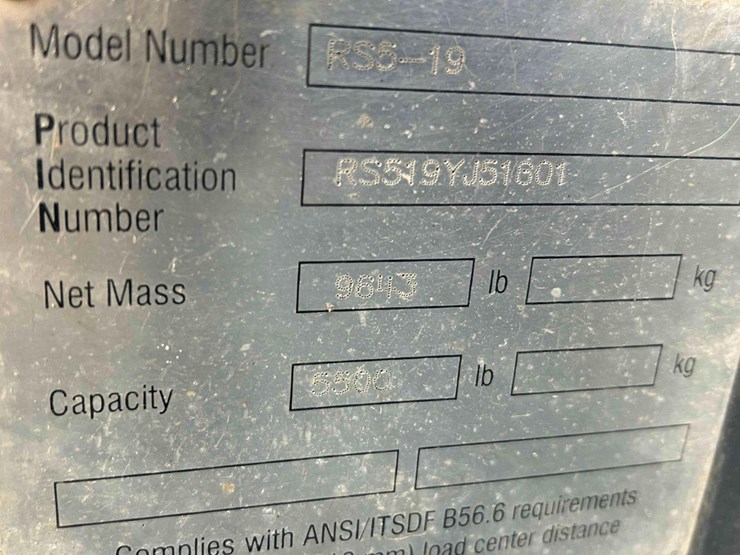 Model Number RS5-19
Product
Identification RS519YJ51601
Number
Net Mass 9643 lb kg
Capacity 5500 lb kg
Complies with ANSI/ITSDF B56.6 requirements
mm) load center distance